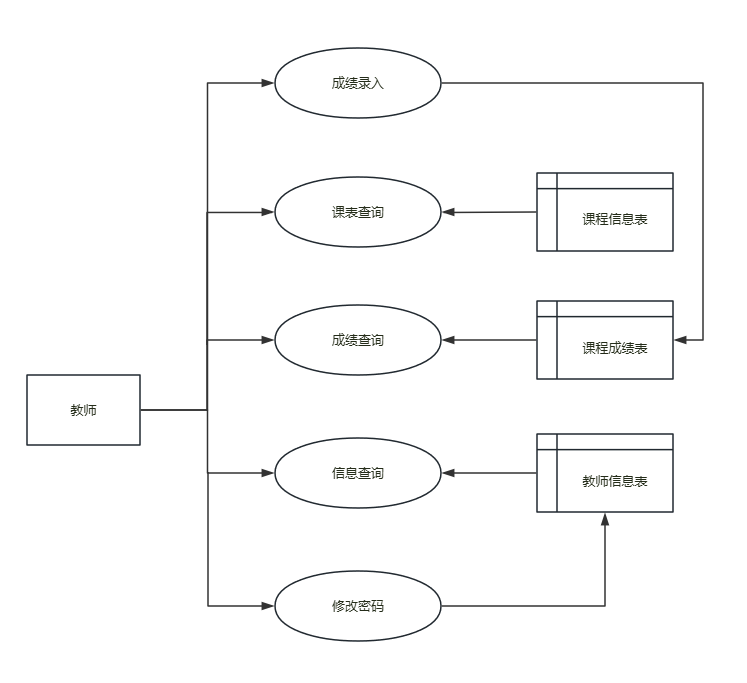 成绩录入
课表查询
课程信息表
成绩查询
课程成绩表
教师
信息查询
教师信息表
修改密码